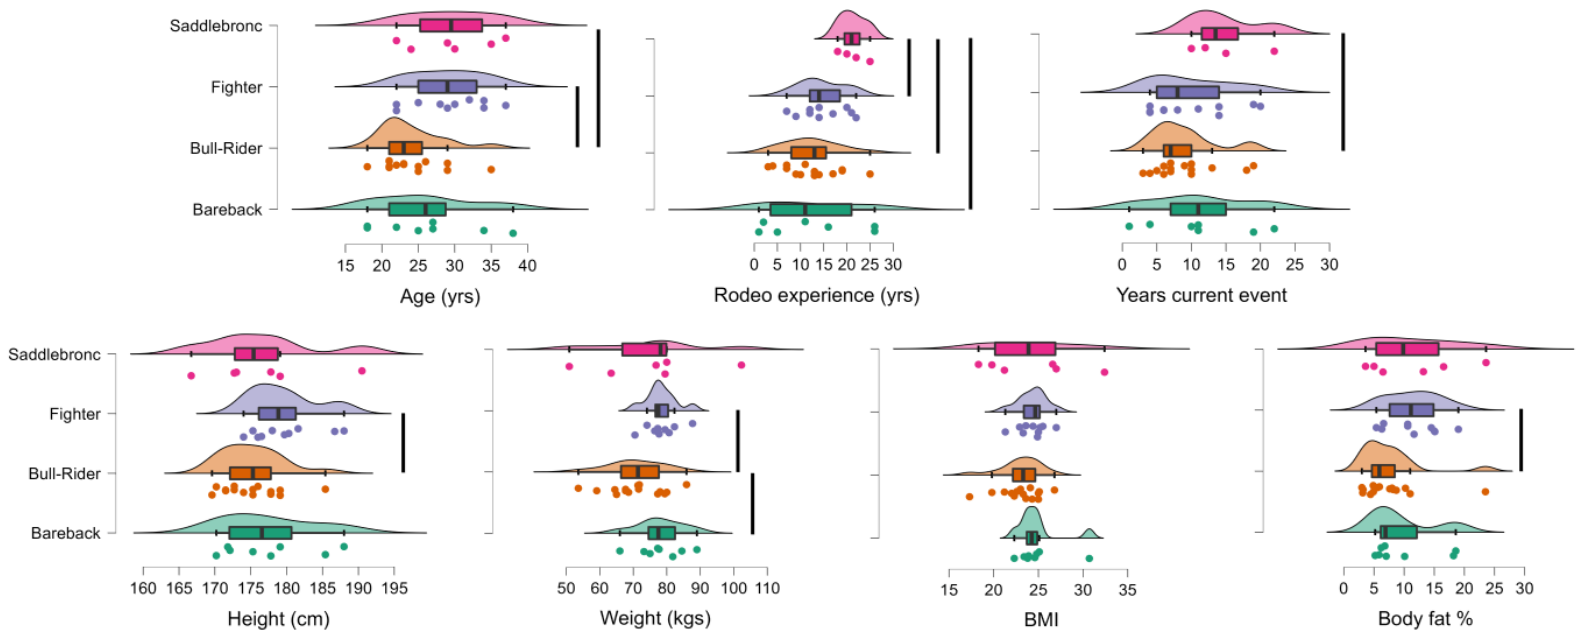 Saddlebronc
Fighter
Bull-Rider
Bareback
15 20 25 30 35 40
Age (yrs)
0 5 10 15 20 25 30
Rodeo experience (yrs)
0 5 10 15 20 25 30
Years current event
Saddlebronc
Fighter
Bull-Rider
Bareback
160 165 170 175 180 185 190 195
Height (cm)
50 60 70 80 90 100 110
Weight (kgs)
15 20 25 30 35
BMI
0 5 10 15 20 25 30
Body fat %